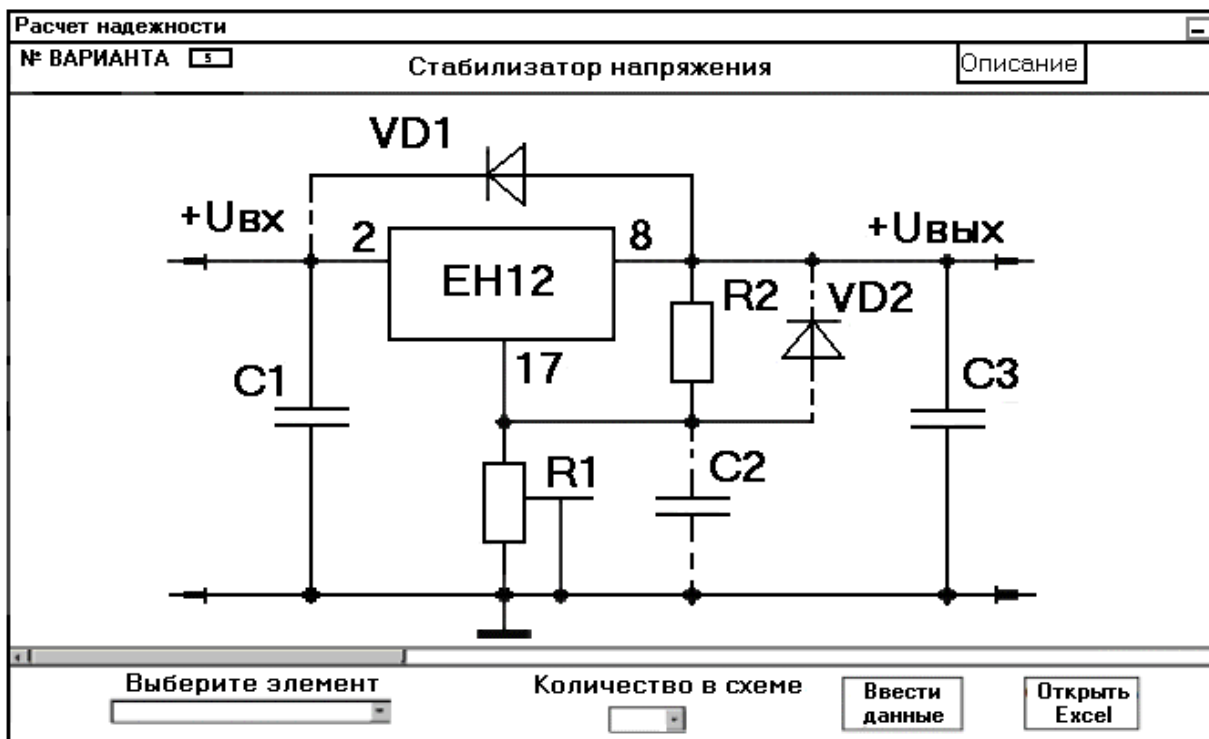 Расчет надежности
№ ВАРИАНТА 5
Стабилизатор напряжения
Описание
VD1
+Uвх
2
8
+Uвых
ЕН12
R2
VD2
17
C1
C3
R1
C2
Выберите элемент
Количество в схеме
Ввести
данные
Открыть
Excel